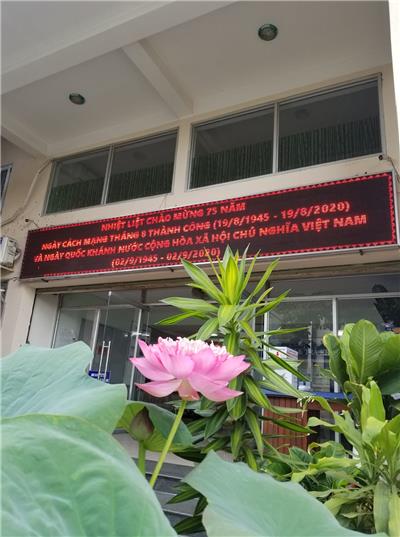 NHIỆT LIỆT CHÀO MỪNG 75 NĂM
NGÀY CÁCH MẠNG THÁNG 8 THÀNH CÔNG (19/8/1945 - 19/8/2020)
VÀ NGÀY QUỐC KHÁNH NƯỚC CỘNG HÒA XÃ HỘI CHỦ NGHĨA VIỆT NAM
(02/9/1945 - 02/9/2020)